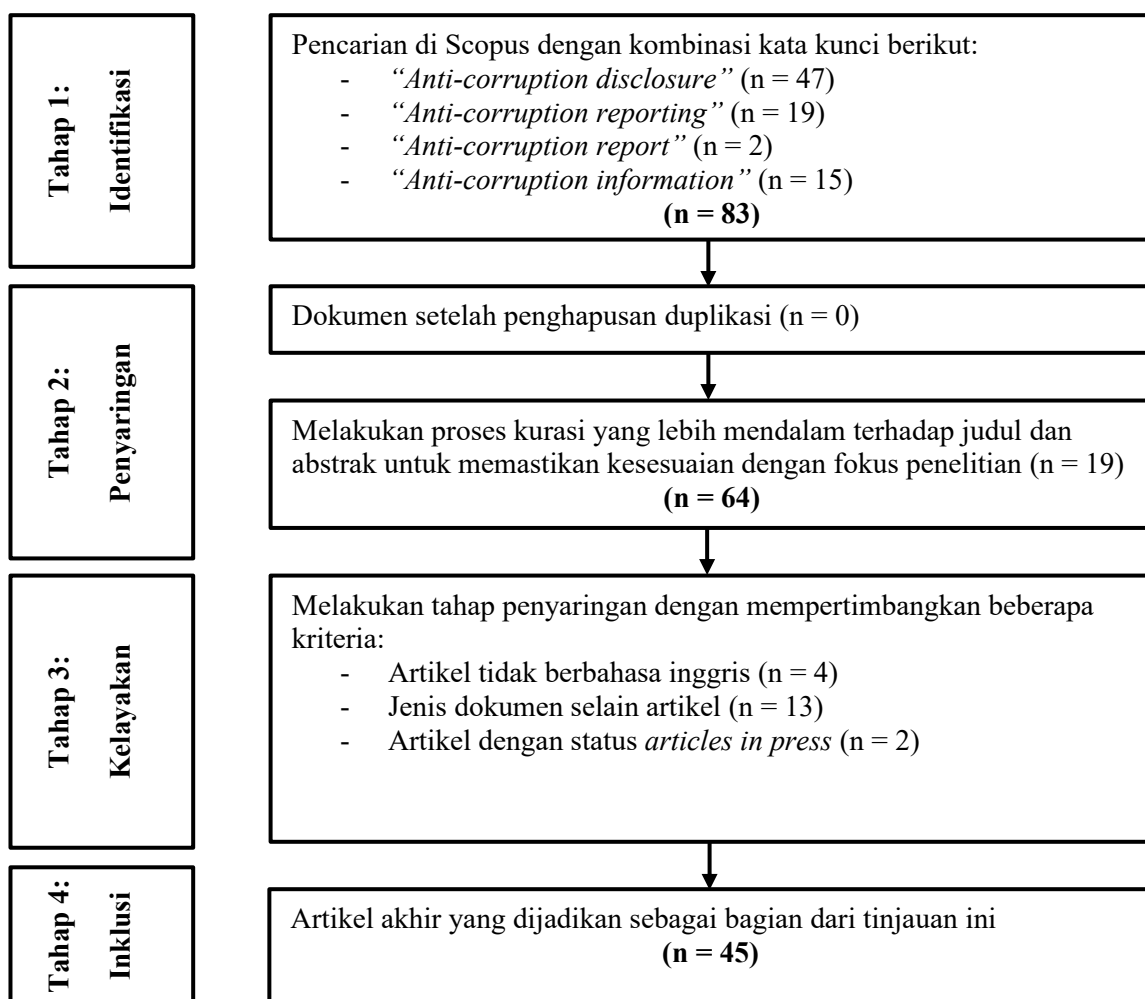 Tahap 1:
Identifikasi
Pencarian di Scopus dengan kombinasi kata kunci berikut:
- “Anti-corruption disclosure” (n = 47)
- “Anti-corruption reporting” (n = 19)
- “Anti-corruption report” (n = 2)
- “Anti-corruption information” (n = 15)
(n = 83)
Tahap 2:
Penyaringan
Dokumen setelah penghapusan duplikasi (n = 0)
Melakukan proses kurasi yang lebih mendalam terhadap judul dan
abstrak untuk memastikan kesesuaian dengan fokus penelitian (n = 19)
(n = 64)
Tahap 3:
Kelayakan
Melakukan tahap penyaringan dengan mempertimbangkan beberapa
kriteria:
- Artikel tidak berbahasa inggris (n = 4)
- Jenis dokumen selain artikel (n = 13)
- Artikel dengan status articles in press (n = 2)
Tahap 4:
Inklusi
Artikel akhir yang dijadikan sebagai bagian dari tinjauan ini
(n = 45)